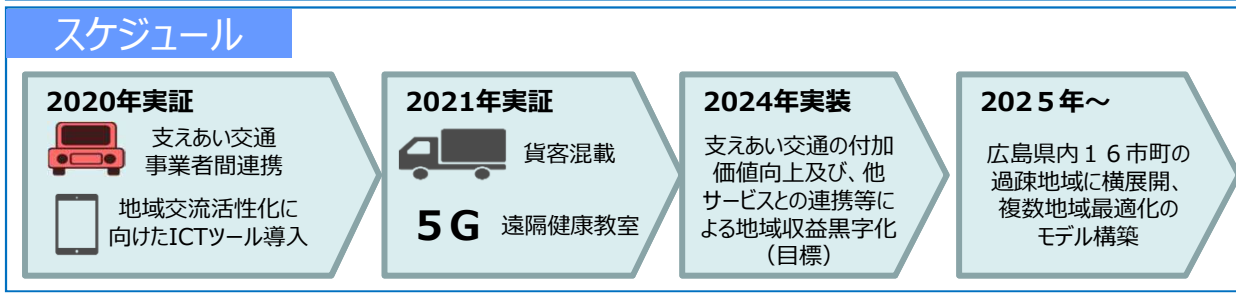 スケジュール
2020年実証
支えあい交通
事業者間連携
地域交流活性化に
向けたICTツール導入
2021年実証
貨客混載
5G 遠隔健康教室
2024年実装
支えあい交通の付加
価値向上及び、他
サービスとの連携等に
よる地域収益黒字化
（目標）
202５年～
広島県内１６市町の
過疎地域に横展開、
複数地域最適化の
モデル構築